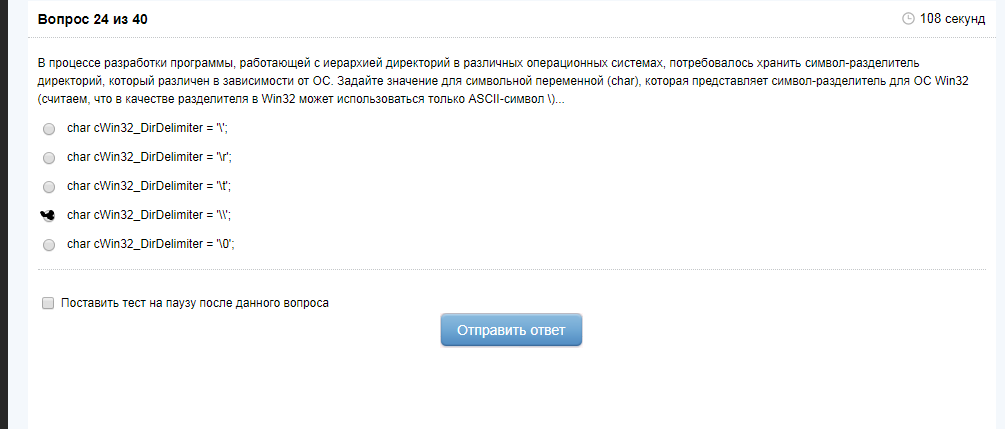 Вопрос 24 из 40
108 секунд
В процессе разработки программы, работающей с иерархией директорий в различных операционных системах, потребовалось хранить символ-разделитель
директорий, который различен в зависимости от ОС. Задайте значение для символьной переменной (char), которая представляет символ-разделитель для ОС Win32
(считаем, что в качестве разделителя в Win32 может использоваться только ASCII-символ \)...
char cWin32_DirDelimiter = '\';
char cWin32_DirDelimiter = '\r';
char cWin32_DirDelimiter = '\t';
char cWin32_DirDelimiter = '\\';
char cWin32_DirDelimiter = '\0';
Поставить тест на паузу после данного вопроса
Отправить ответ